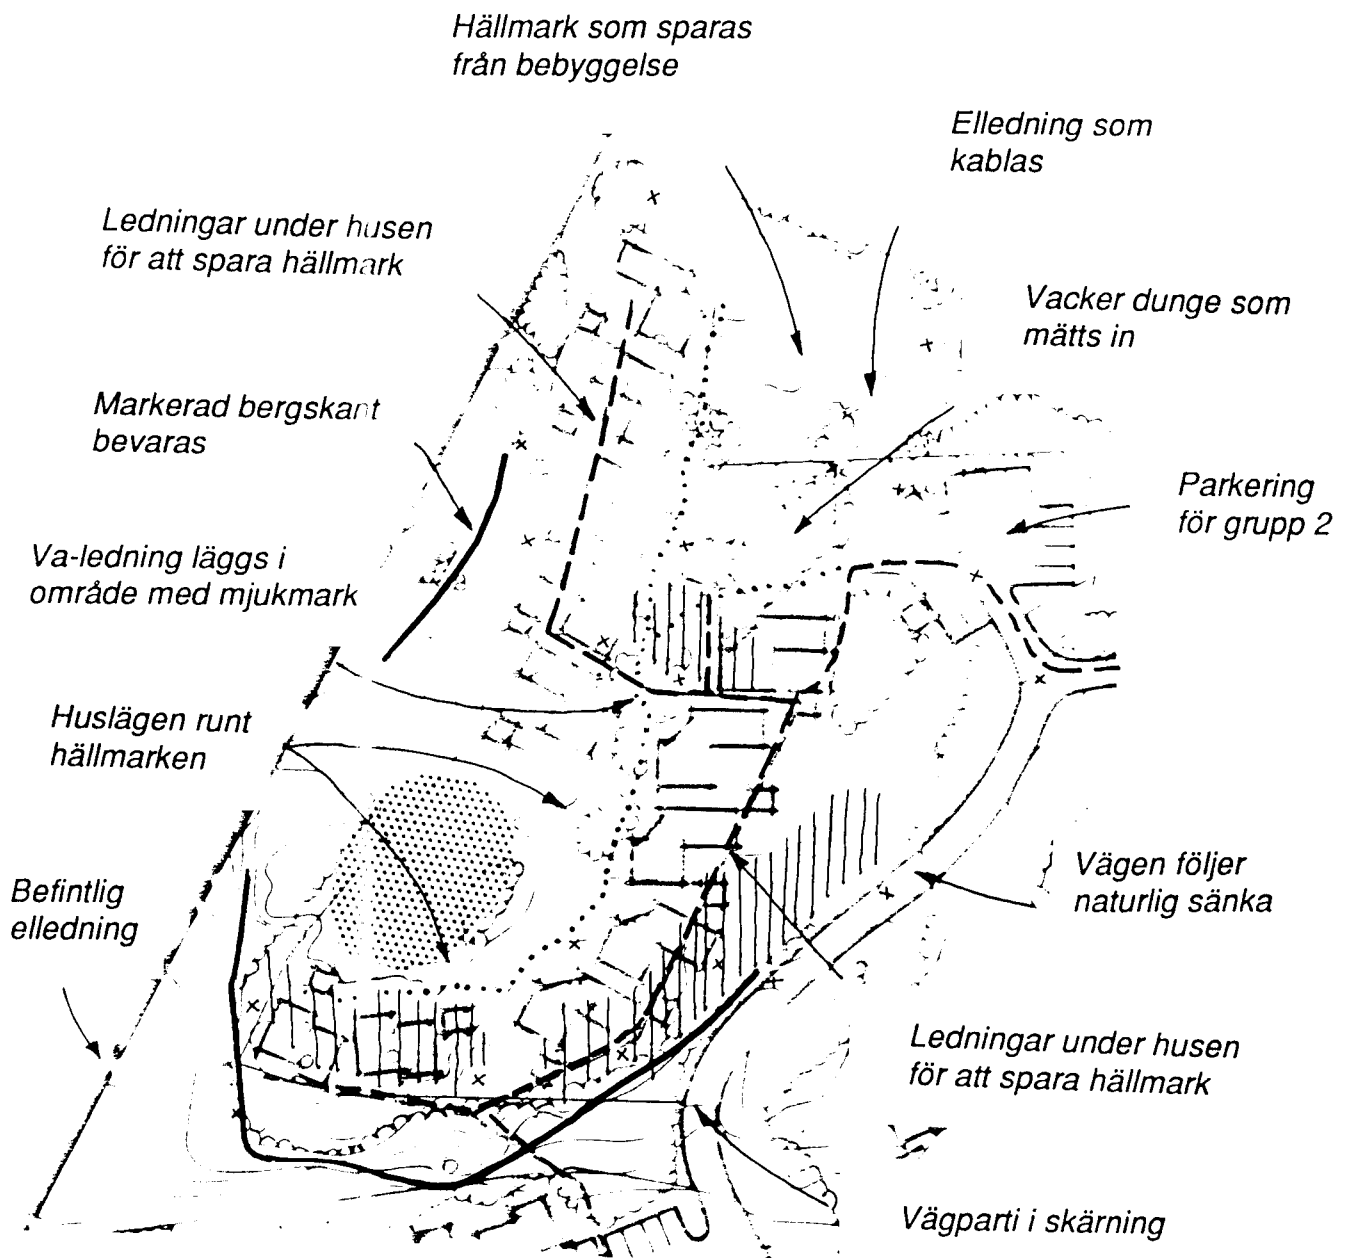 Hällmark som sparas
från bebyggelse
Elledning som
kablas
Ledningar under husen
för att spara hällmark
Vacker dunge som
mätts in
Markerad bergskant
bevaras
Parkering
för grupp 2
Va-ledning läggs i
område med mjukmark
Huslägen runt
hällmarken
Vägen följer
naturlig sänka
Befintlig
elledning
Ledningar under husen
för att spara hällmark
Vägparti i skärning